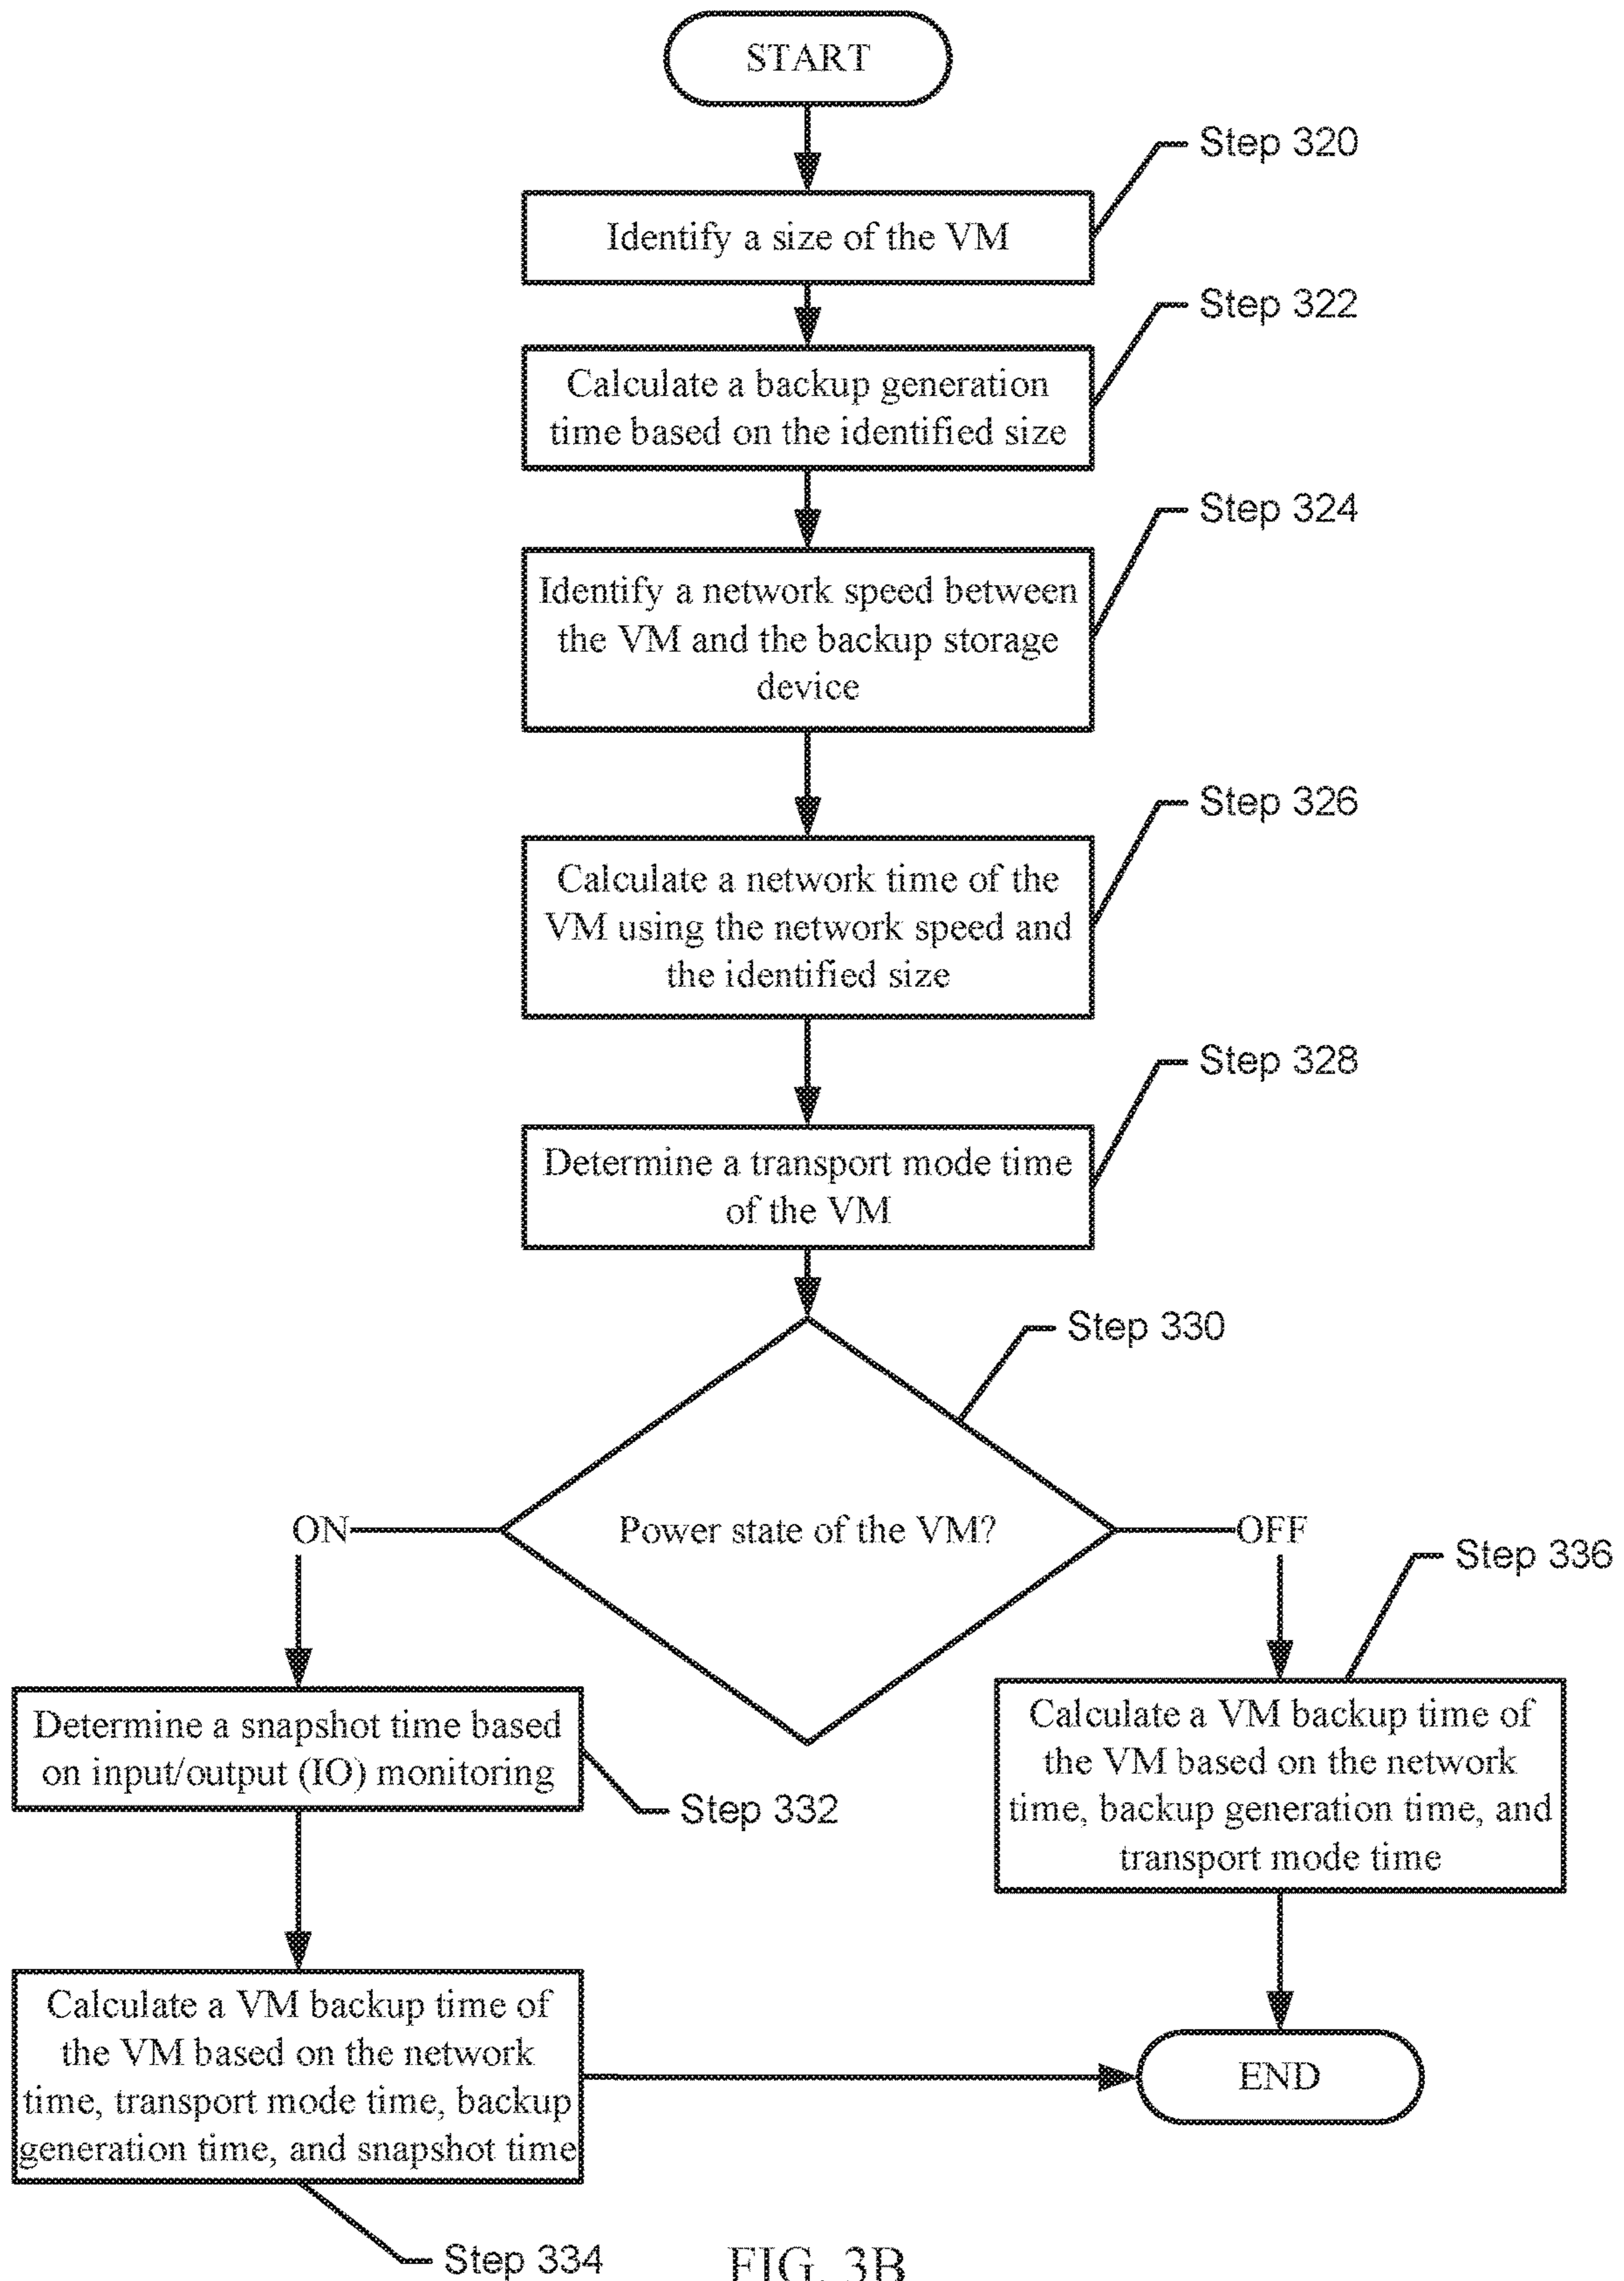 START
Step 320
Identify a size of the VM
Step 322
Calculate a backup generation
time based on the identified size
Step 324
Identify a network speed between
the VM and the backup storage
device
Step 326
Calculate a network time of the
VM using the network speed and
the identified size
Step 328
Determine a transport mode time
of the VM
Step 330
Power state of the VM?
ON
OFF
Step 336
Determine a snapshot time based
on input/output (IO) monitoring
Step 332
Calculate a VM backup time of
the VM based on the network
time, backup generation time, and
transport mode time
Calculate a VM backup time of
the VM based on the network
time, transport mode time, backup
generation time, and snapshot time
END
Step 334
FIG. 3B